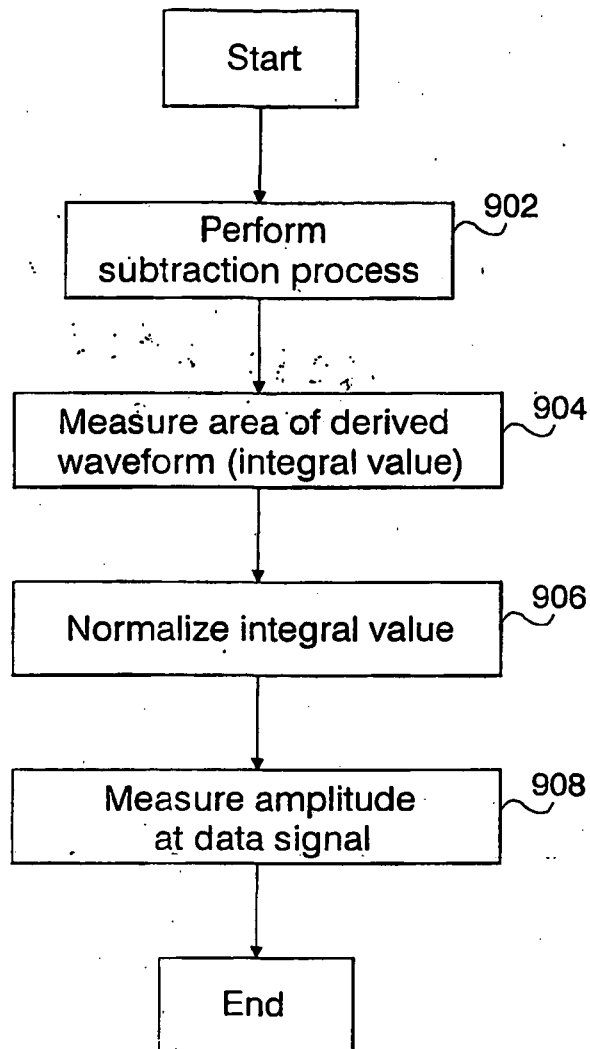 Start
902
Perform
subtraction process
904
Measure area of derived
waveform (integral value)
906
Normalize integral value
908
Measure amplitude
at data signal
End